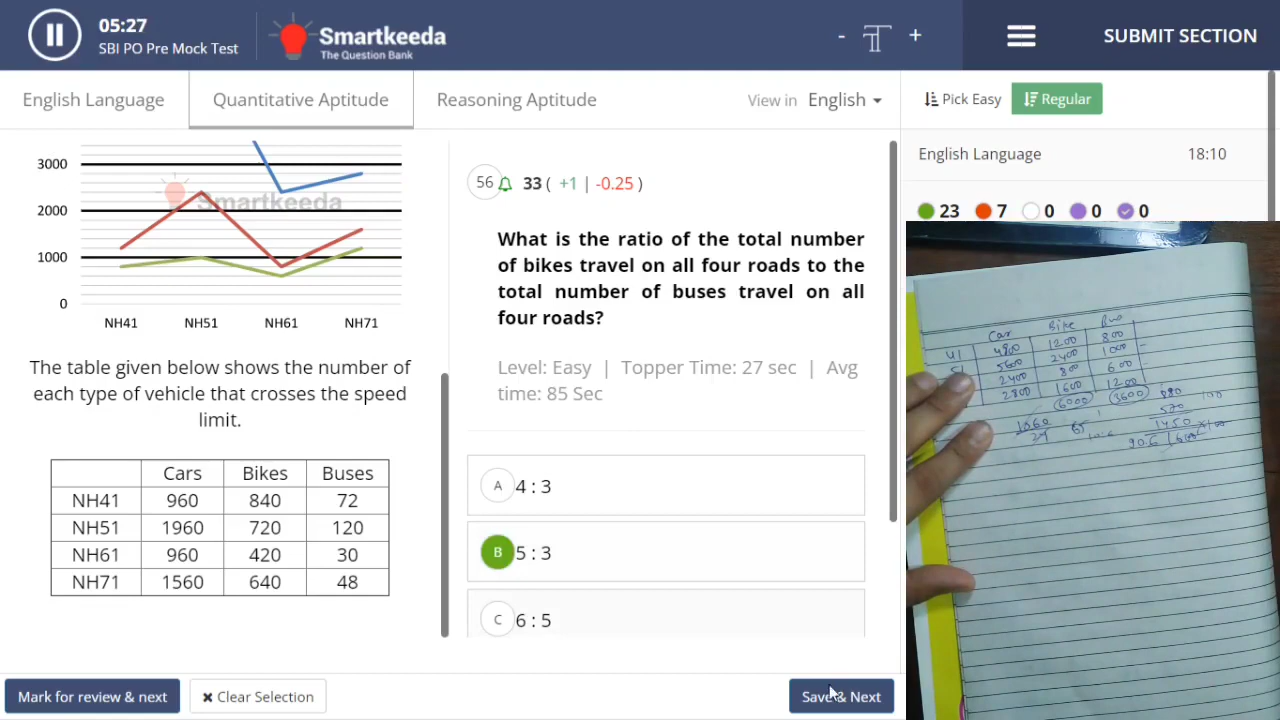 05:27
SBI PO Pre Mock Test
Smartkeeda
The Question Bank
- T +
SUBMIT SECTION
English Language
Quantitative Aptitude
Reasoning Aptitude
View in English
Pick Easy
Regular
English Language 18:10
23 7 0 0 0
3000
2000
1000
0
NH41 NH51 NH61 NH71
Smartkeeda
The table given below shows the number of
each type of vehicle that crosses the speed
limit.
Cars Bikes Buses
NH41 960 840 72
NH51 1960 720 120
NH61 960 420 30
NH71 1560 640 48
56 33 ( +1 | -0.25 )
What is the ratio of the total number
of bikes travel on all four roads to the
total number of buses travel on all
four roads?
Level: Easy | Topper Time: 27 sec | Avg
time: 85 Sec
A 4 : 3
B 5 : 3
C 6 : 5
Mark for review & next
Clear Selection
Save & Next
Car Bike
41 4800 1200 800
51 5600 2400 1000
2400 800 600
2800 1600 1200
6000 3600